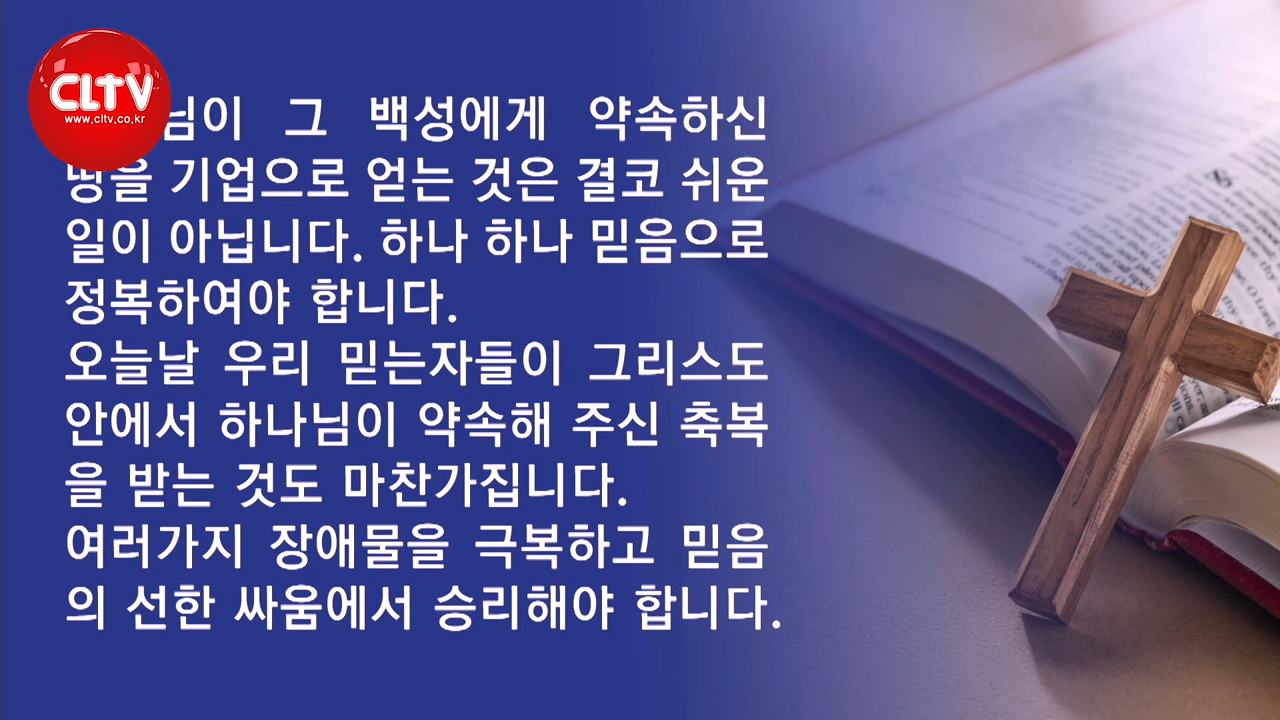 CLTV
www.cltv.co.kr
그 백성에게 약속하신
땅을 기업으로 얻는 것은 결코 쉬운
일이 아닙니다. 하나 하나 믿음으로
정복하여야 합니다.
오늘날 우리 믿는자들이 그리스도
안에서 하나님이 약속해 주신 축복
을 받는 것도 마찬가집니다.
여러가지 장애물을 극복하고 믿음
의 선한 싸움에서 승리해야 합니다.